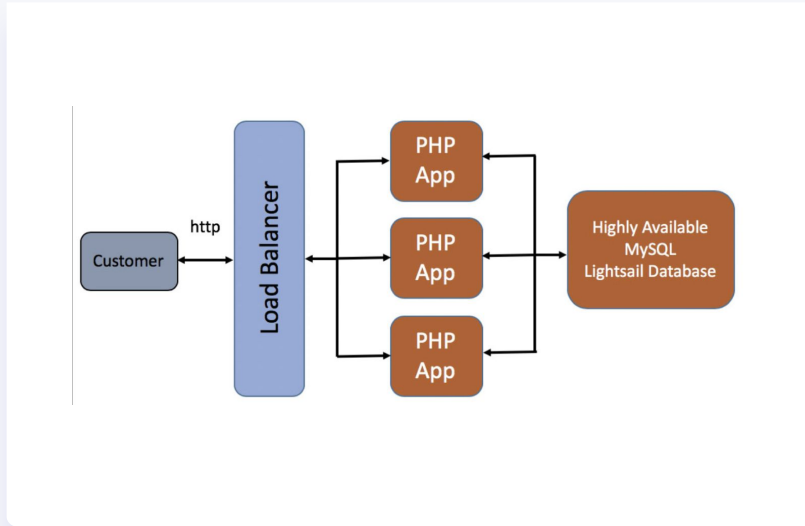 Customer
http
Load Balancer
PHP
App
PHP
App
PHP
App
Highly Available
MySQL
Lightsail Database